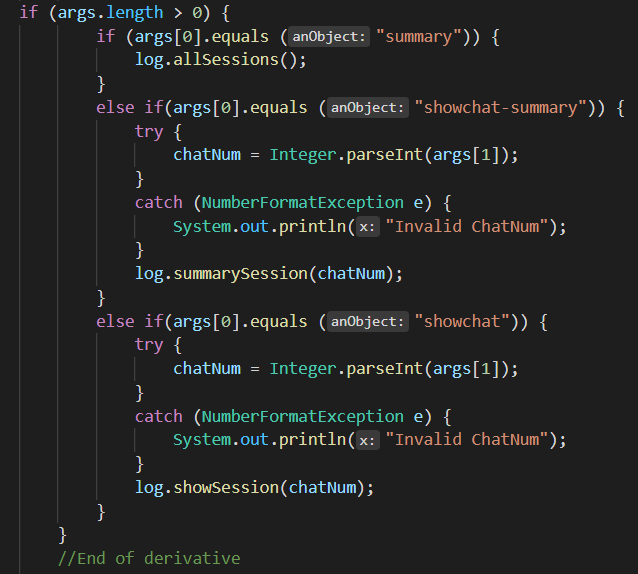 if (args.length > 0) {
if (args[0].equals (anObject: "summary")) {
log.allSessions();
}
else if(args[0].equals (anObject: "showchat-summary")) {
try {
chatNum = Integer.parseInt(args[1]);
}
catch (NumberFormatException e) {
System.out.println(x: "Invalid ChatNum");
}
log.summarySession(chatNum);
}
else if(args[0].equals (anObject: "showchat")) {
try {
chatNum = Integer.parseInt(args[1]);
}
catch (NumberFormatException e) {
System.out.println(x: "Invalid ChatNum");
}
log.showSession(chatNum);
}
}
//End of derivative